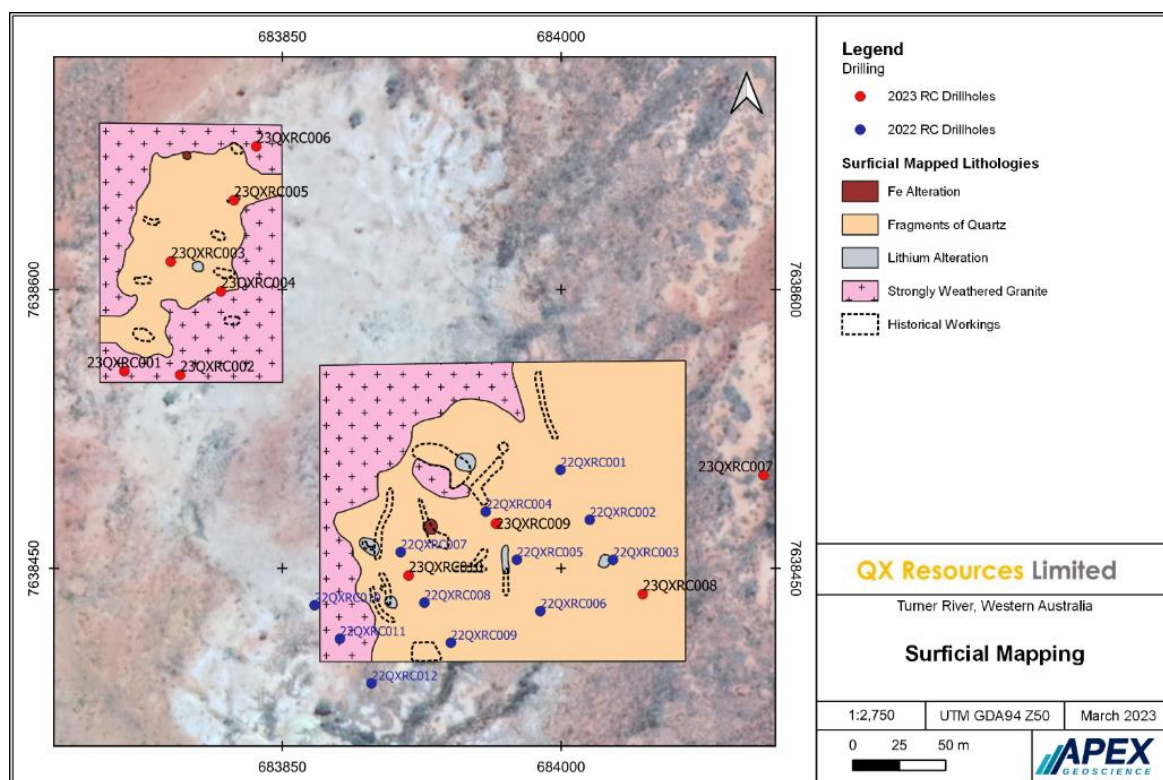 683850
684000
7638600
7638600
7638450
7638450
23QXRC006
23QXRC005
23QXRC003
23QXRC004
23QXRC001
23QXRC002
22QXRC001
23QXRC007
22QXRC004
23QXRC009
22QXRC002
22QXRC007
22QXRC005
22QXRC003
22QXRC008
23QXRC008
22QXRC006
22QXRC011
22QXRC009
22QXRC012
Legend
Drilling
2023 RC Drillholes
2022 RC Drillholes
Surficial Mapped Lithologies
Fe Alteration
Fragments of Quartz
Lithium Alteration
Strongly Weathered Granite
Historical Workings
QX Resources Limited
Turner River, Western Australia
Surficial Mapping
1:2,750 UTM GDA94 Z50 March 2023
0 25 50 m
APEX
GEOSCIENCE
683850
684000